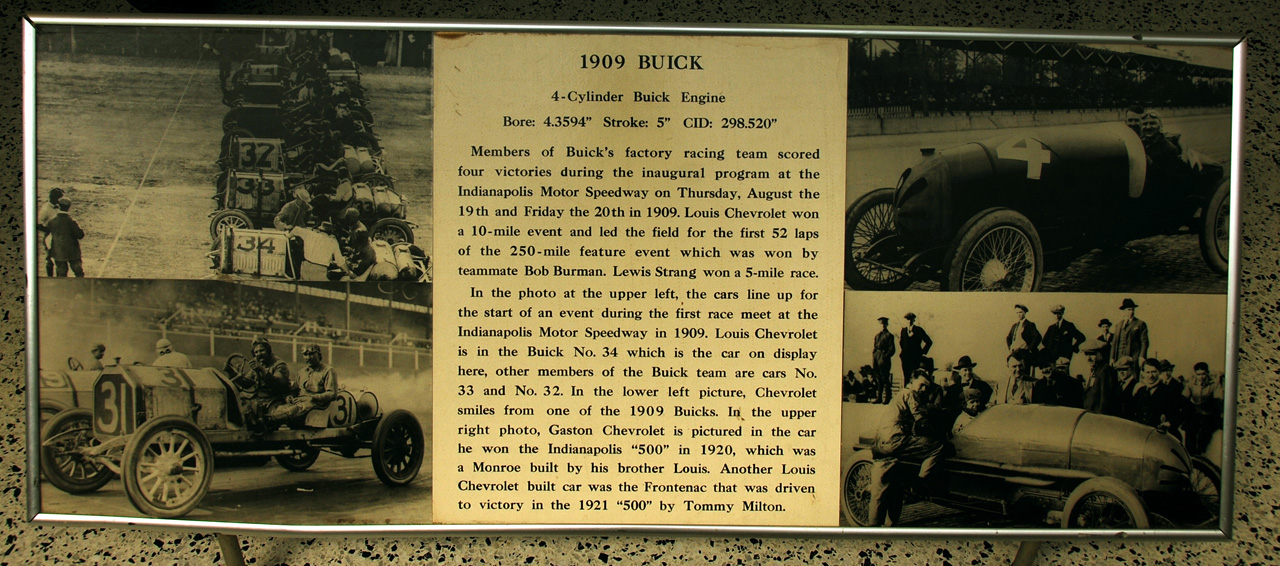 1909 BUICK
4-Cylinder Buick Engine
Bore: 4.3594” Stroke: 5” CID: 298.520”
Members of Buick's factory racing team scored
four victories during the inaugural program at the
Indianapolis Motor Speedway on Thursday, August the
19th and Friday the 20th in 1909. Louis Chevrolet won
a 10-mile event and led the field for the first 52 laps
of the 250-mile feature event which was won by
teammate Bob Burman. Lewis Strang won a 5-mile race.
In the photo at the upper left, the cars line up for
the start of an event during the first race meet at the
Indianapolis Motor Speedway in 1909. Louis Chevrolet
is in the Buick No. 34 which is the car on display
here, other members of the Buick team are cars No.
33 and No. 32. In the lower left picture, Chevrolet
smiles from one of the 1909 Buicks. In the upper
right photo, Gaston Chevrolet is pictured in the car
he won the Indianapolis “500” in 1920, which was
a Monroe built by his brother Louis. Another Louis
Chevrolet built car was the Frontenac that was driven
to victory in the 1921 “500” by Tommy Milton.
32
33
34
31
31
4